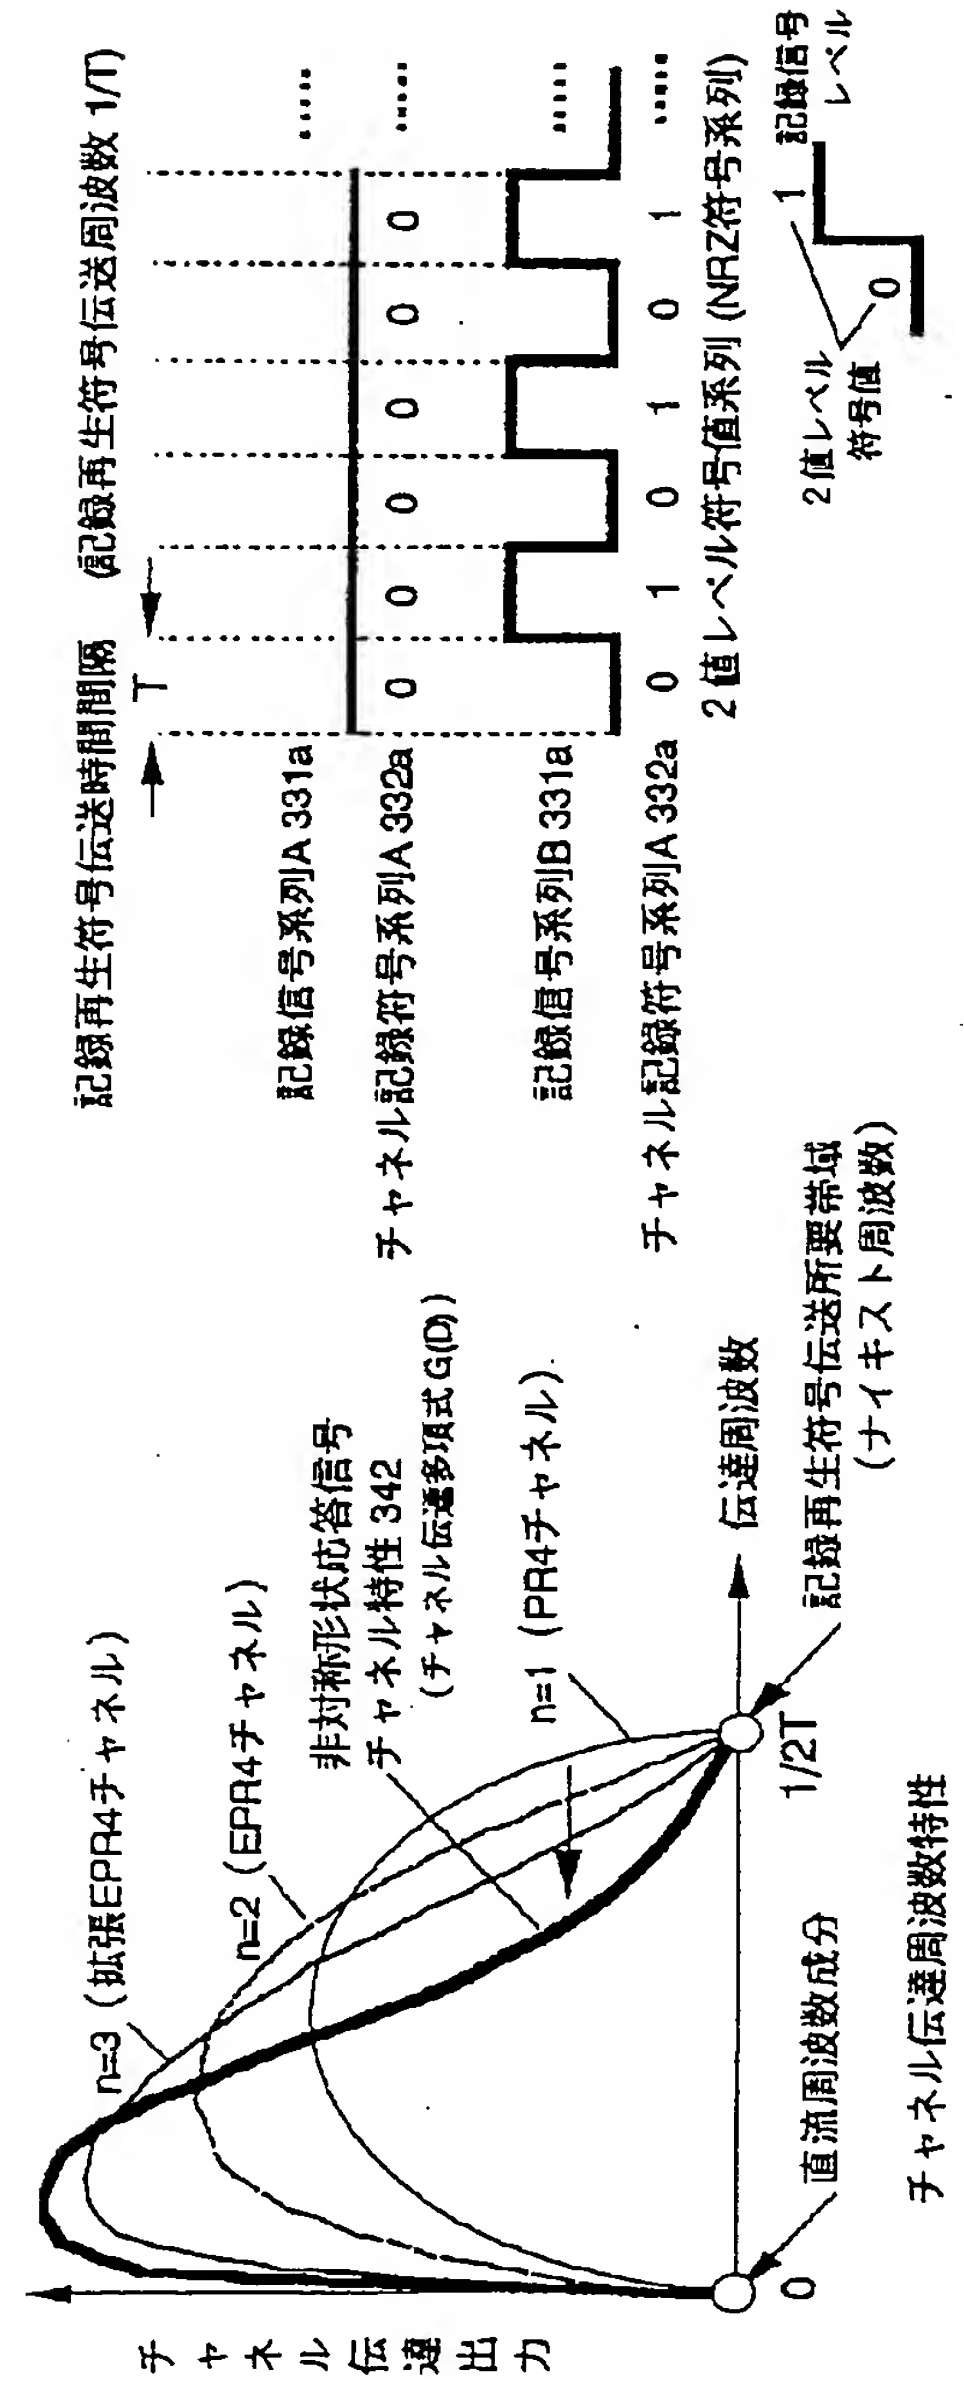 チャネル伝達出力
n=3 (拡張EPR4チャネル)
n=2 (EPR4チャネル)
非対称形状応答信号
チャネル特性 342
(チャネル伝達多項式 G(D))
n=1 (PR4チャネル)
伝達周波数
0
1/2T
直流周波数成分
記録再生符号伝送所要帯域
(ナイキスト周波数)
チャネル伝達周波数特性
記録再生符号伝送時間間隔 (記録再生符号伝送周波数 1/T)
T
記録信号系列A 331a ·····
チャネル記録符号系列A 332a 0 0 0 0 0 0 ·····
記録信号系列B 331a ·····
チャネル記録符号系列A 332a 0 1 0 1 0 1 ·····
2値レベル符号値系列 (NRZ符号系列)
2値レベル
符号値
0
1
記録信号
レベル